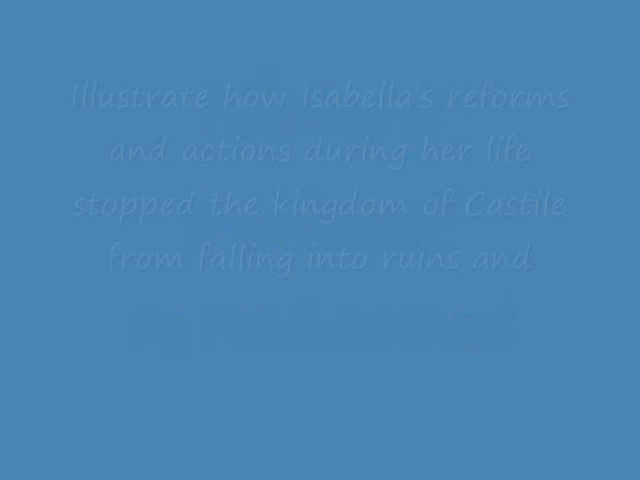 Illustrate how Isabella's reforms
and actions during her life
stopped the kingdom of Castile
from falling into ruins and